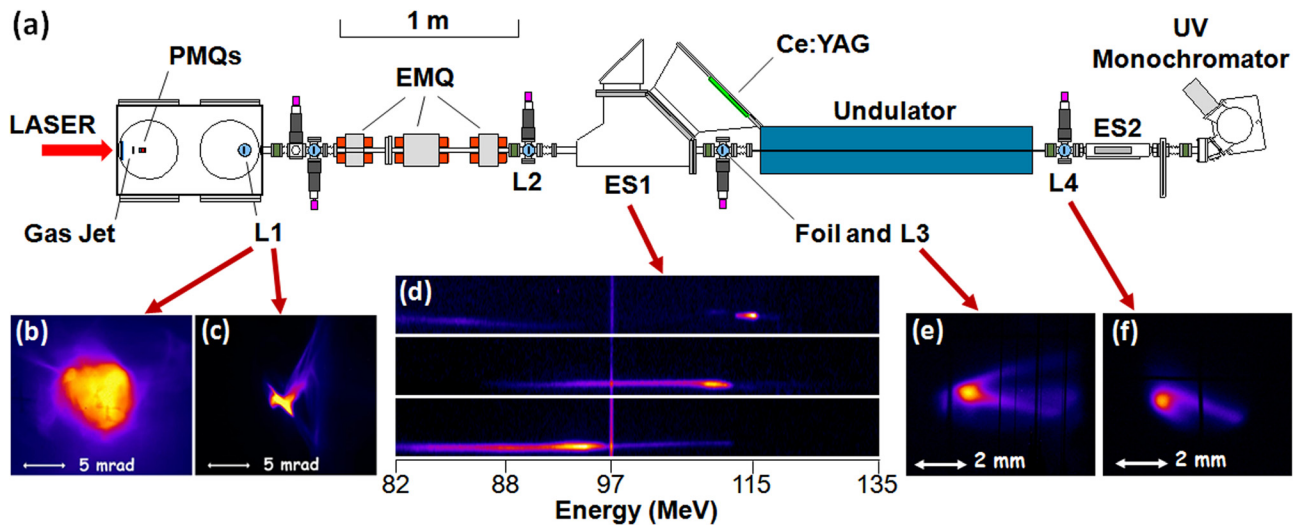 (a)
1 m
PMQs
EMQ
Ce:YAG
UV
Monochromator
LASER
Undulator
ES2
L2
ES1
L4
Gas Jet
L1
Foil and L3
(b)
(c)
(d)
(e)
(f)
5 mrad
5 mrad
2 mm
2 mm
82 88 97 115 135
Energy (MeV)